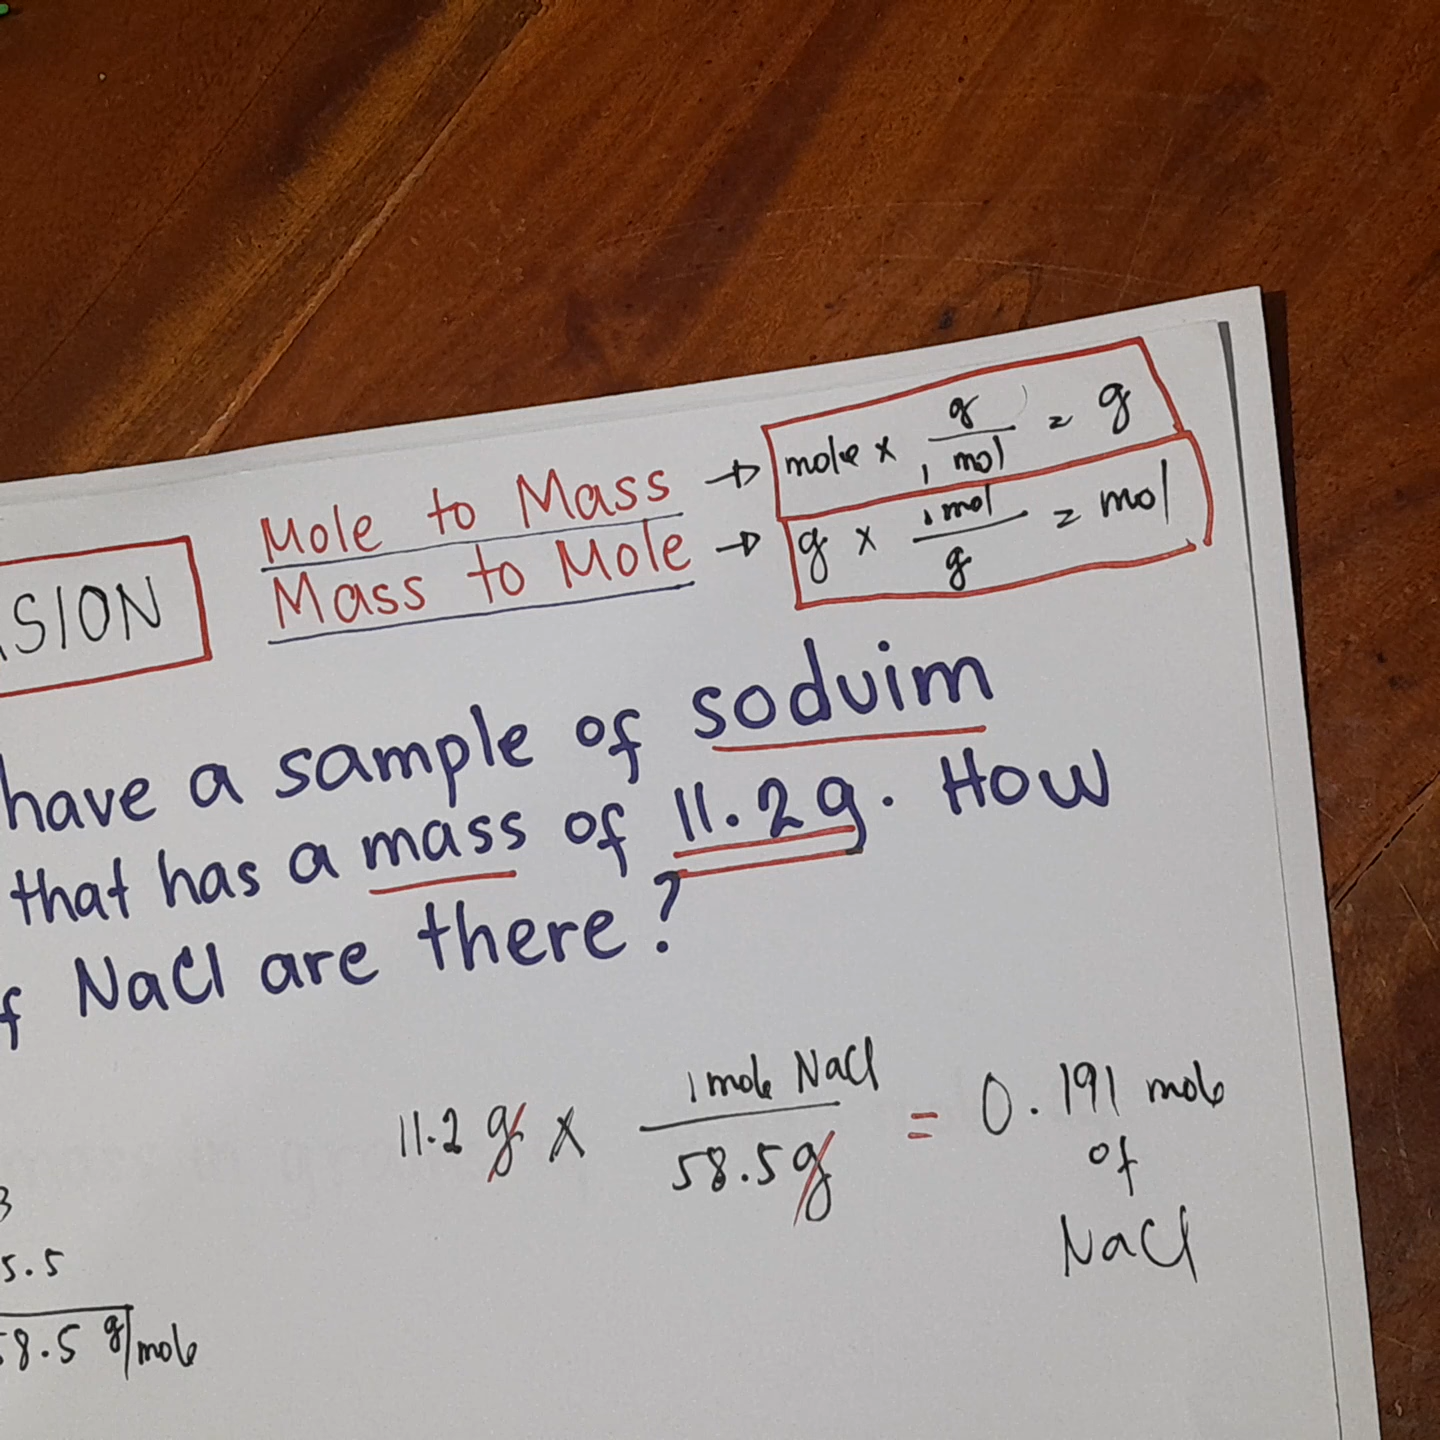 Mole to Mass → mole x g / 1 mol = g
SION Mass to Mole → g x 1 mol / g = mol
have a sample of soduim
that has a mass of 11.2g. How
f NaCl are there?
11.2 g x 1 mole NaCl / 58.5 g = 0.191 mole
of
NaCl
3
5.5
58.5 g/mole